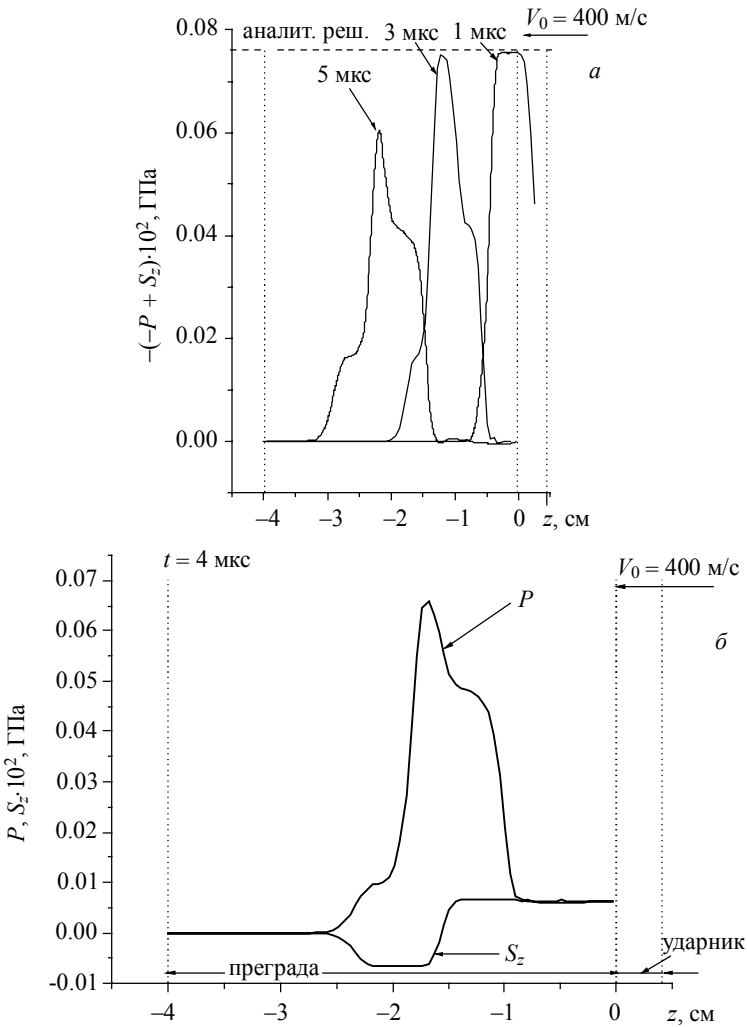 0.08
аналит. реш.
3 мкс
1 мкс
V₀ = 400 м/с
а
5 мкс
0.06
0.04
0.02
0.00
–(–P + S_z)·10², ГПа
–4
–3
–2
–1
0
z, см
t = 4 мкс
V₀ = 400 м/с
P
б
0.07
0.06
0.05
0.04
0.03
0.02
0.01
0.00
-0.01
P, S_z·10², ГПа
S_z
преграда
ударник
–4
–3
–2
–1
0
z, см